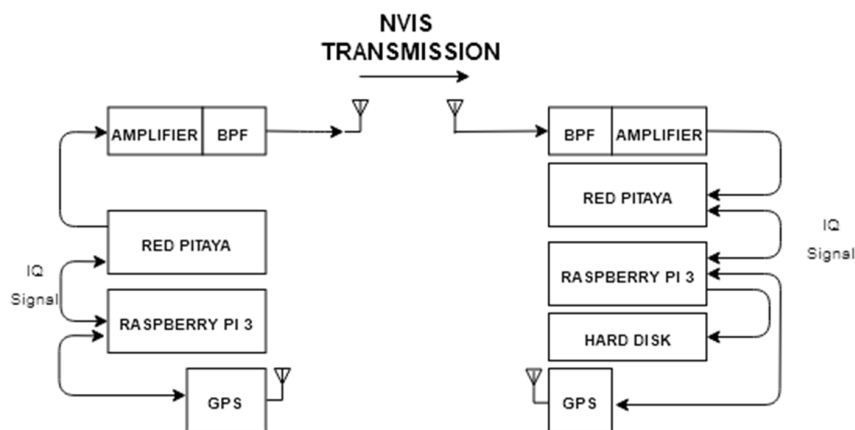 NVIS
TRANSMISSION
AMPLIFIER
BPF
RED PITAYA
IQ
Signal
RASPBERRY PI 3
GPS
BPF
AMPLIFIER
RED PITAYA
IQ
Signal
RASPBERRY PI 3
HARD DISK
GPS